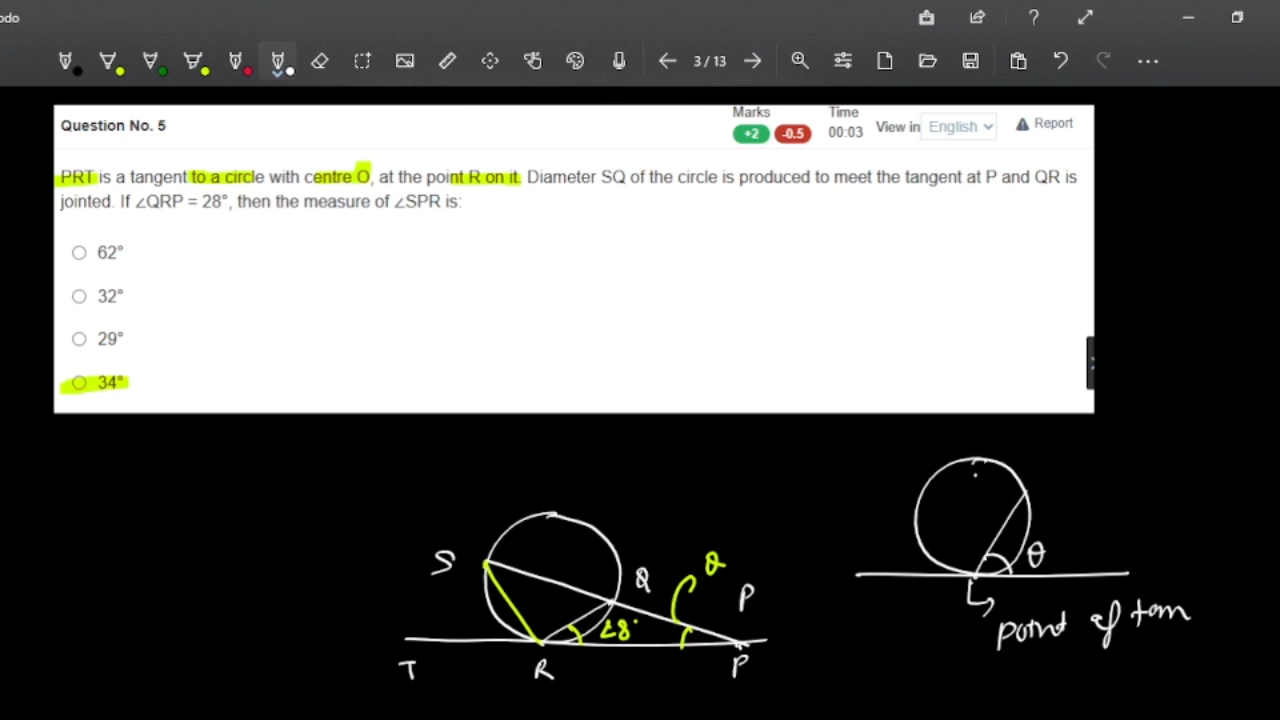 odo
3 / 13
Question No. 5
Marks
+2 -0.5
Time
00:03
View in English
Report
PRT is a tangent to a circle with centre O, at the point R on it. Diameter SQ of the circle is produced to meet the tangent at P and QR is
jointed. If ∠QRP = 28°, then the measure of ∠SPR is:
62°
32°
29°
34°
S
Q
θ
P
28°
T
R
P
θ
point of tan